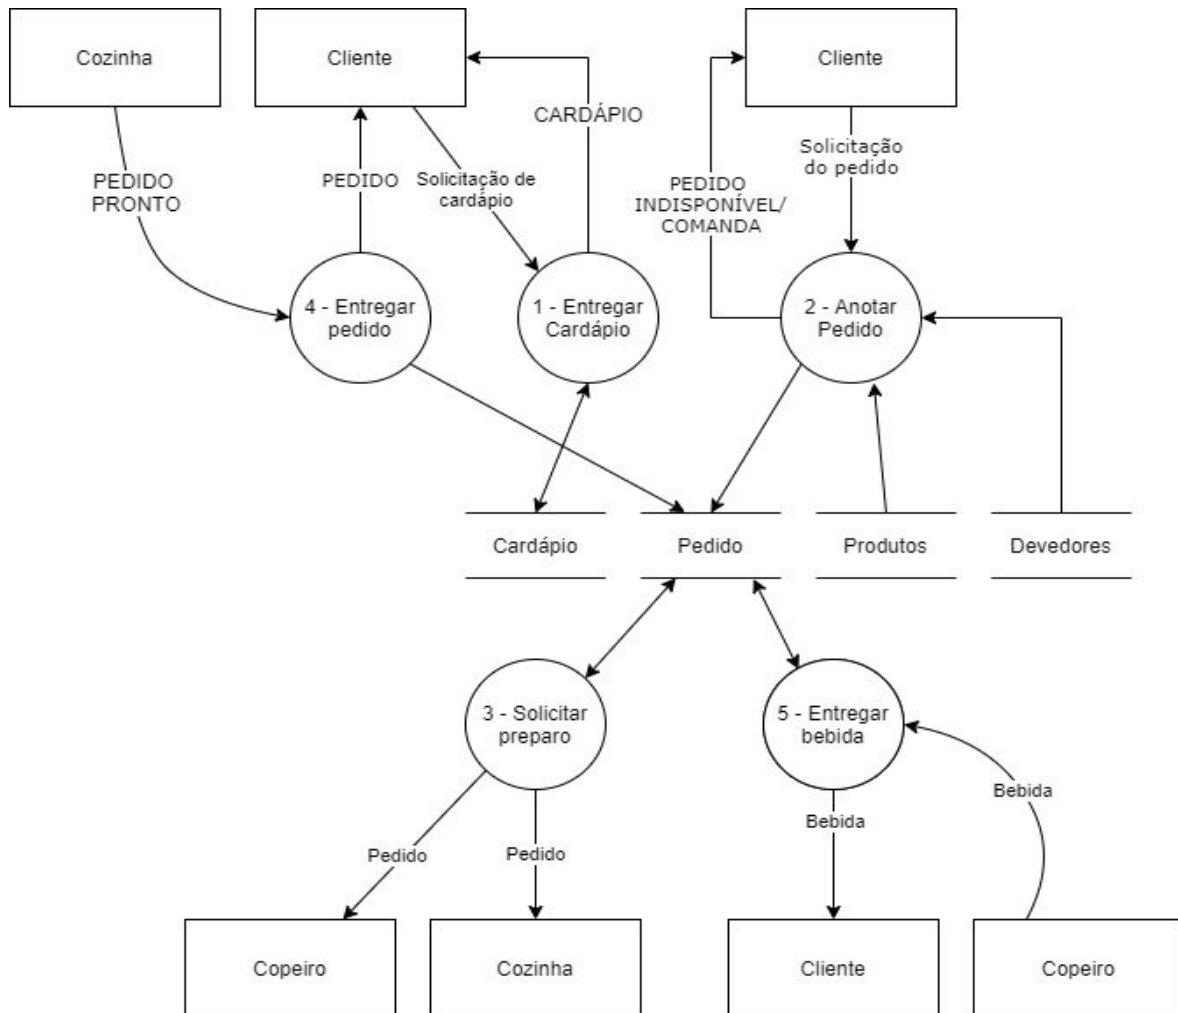 Cozinha
Cliente
Cliente
CARDÁPIO
Solicitação
do pedido
PEDIDO
PRONTO
PEDIDO
Solicitação de
cardápio
PEDIDO
INDISPONÍVEL/
COMANDA
4 - Entregar
pedido
1 - Entregar
Cardápio
2 - Anotar
Pedido
Cardápio
Pedido
Produtos
Devedores
3 - Solicitar
preparo
5 - Entregar
bebida
Bebida
Bebida
Pedido
Pedido
Copeiro
Cozinha
Cliente
Copeiro